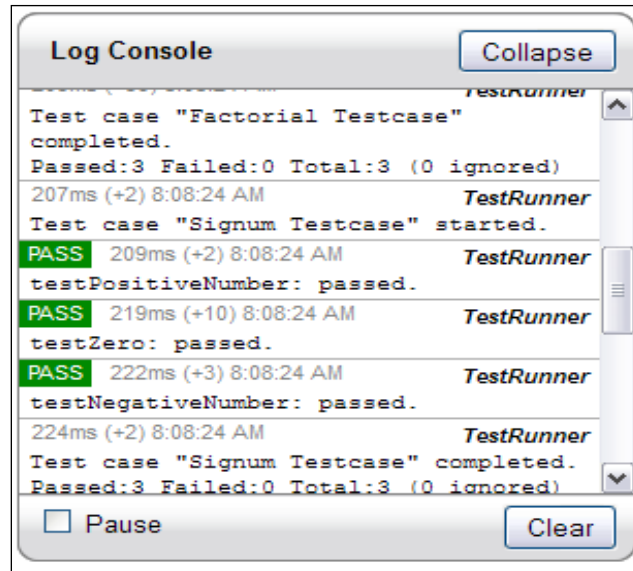 Log Console
Collapse
TestRunner
Test case "Factorial Testcase"
completed.
Passed:3 Failed:0 Total:3 (0 ignored)
207ms (+2) 8:08:24 AM TestRunner
Test case "Signum Testcase" started.
PASS 209ms (+2) 8:08:24 AM TestRunner
testPositiveNumber: passed.
PASS 219ms (+10) 8:08:24 AM TestRunner
testZero: passed.
PASS 222ms (+3) 8:08:24 AM TestRunner
testNegativeNumber: passed.
224ms (+2) 8:08:24 AM TestRunner
Test case "Signum Testcase" completed.
Passed:3 Failed:0 Total:3 (0 ignored)
Pause
Clear